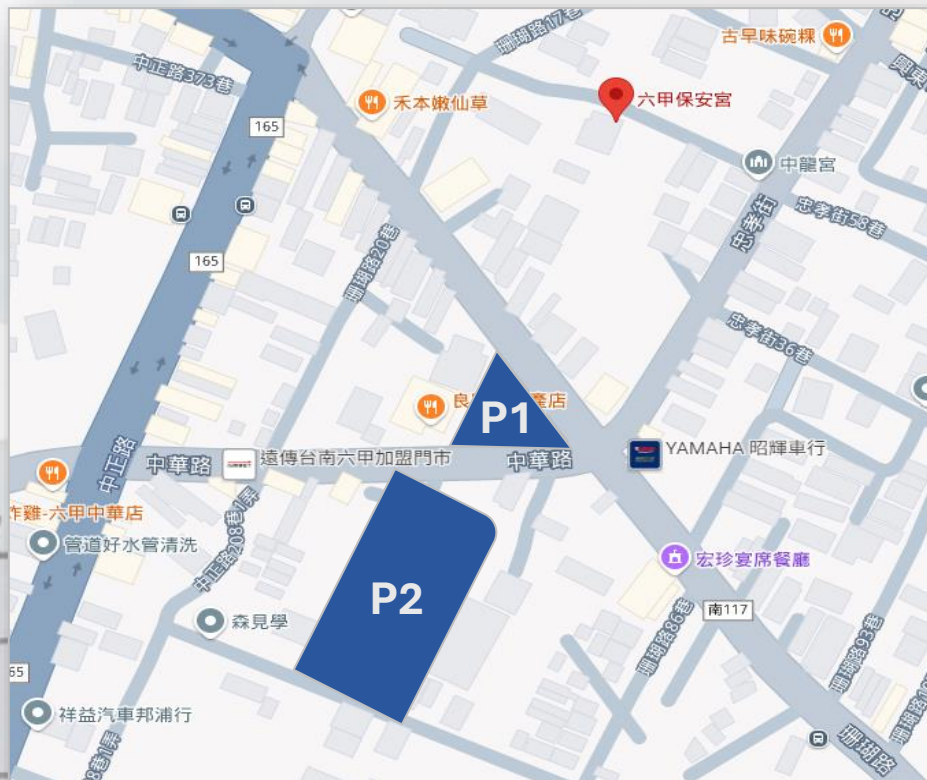 珊瑚路17巷
古早味碗粿
中正路373巷
六甲保安宮
禾本嫩仙草
165
中龍宮
忠孝街
忠孝街58巷
165
珊瑚路20巷
忠孝街36巷
P1
產店
中華路
遠傳台南六甲加盟門市
中華路
YAMAHA 昭輝車行
中正路
炸雞-六甲中華店
管道好水管清洗
中正路208巷1弄
宏珍宴席餐廳
P2
南117
森見學
珊瑚路86巷
珊瑚路93巷
祥益汽車邦浦行
8巷1弄
珊瑚路